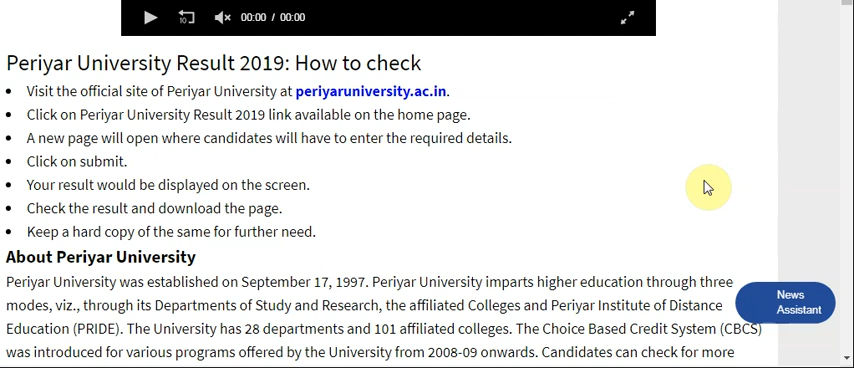 10
00:00 / 00:00
Periyar University Result 2019: How to check
• Visit the official site of Periyar University at periyaruniversity.ac.in.
• Click on Periyar University Result 2019 link available on the home page.
• A new page will open where candidates will have to enter the required details.
• Click on submit.
• Your result would be displayed on the screen.
• Check the result and download the page.
• Keep a hard copy of the same for further need.
About Periyar University
Periyar University was established on September 17, 1997. Periyar University imparts higher education through three
modes, viz., through its Departments of Study and Research, the affiliated Colleges and Periyar Institute of Distance
Education (PRIDE). The University has 28 departments and 101 affiliated colleges. The Choice Based Credit System (CBCS)
was introduced for various programs offered by the University from 2008-09 onwards. Candidates can check for more
News
Assistant